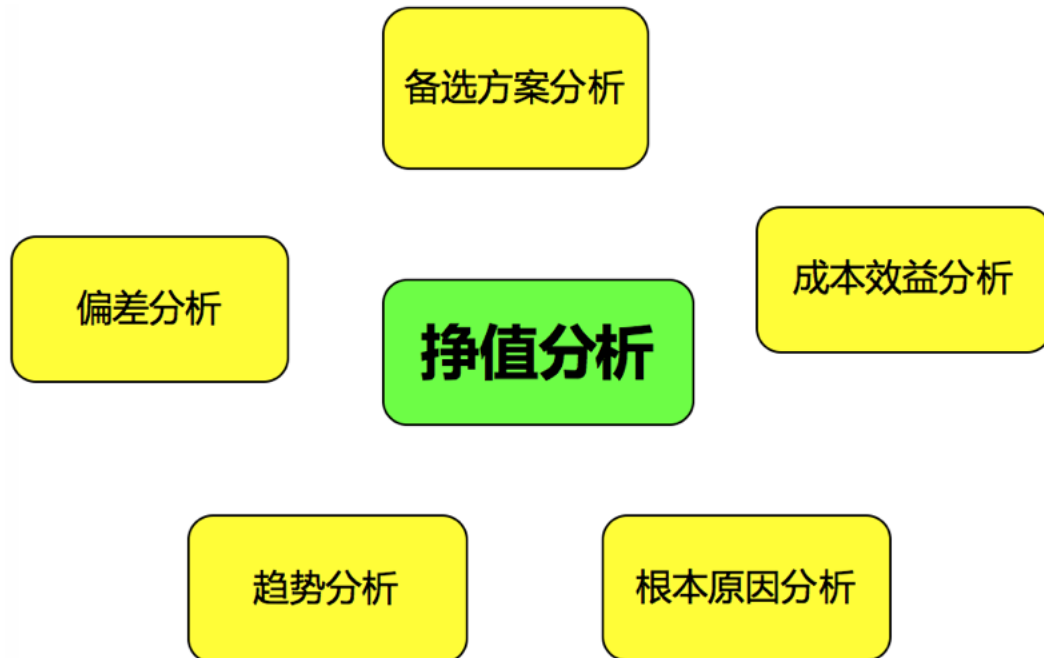 备选方案分析
成本效益分析
偏差分析
挣值分析
趋势分析
根本原因分析